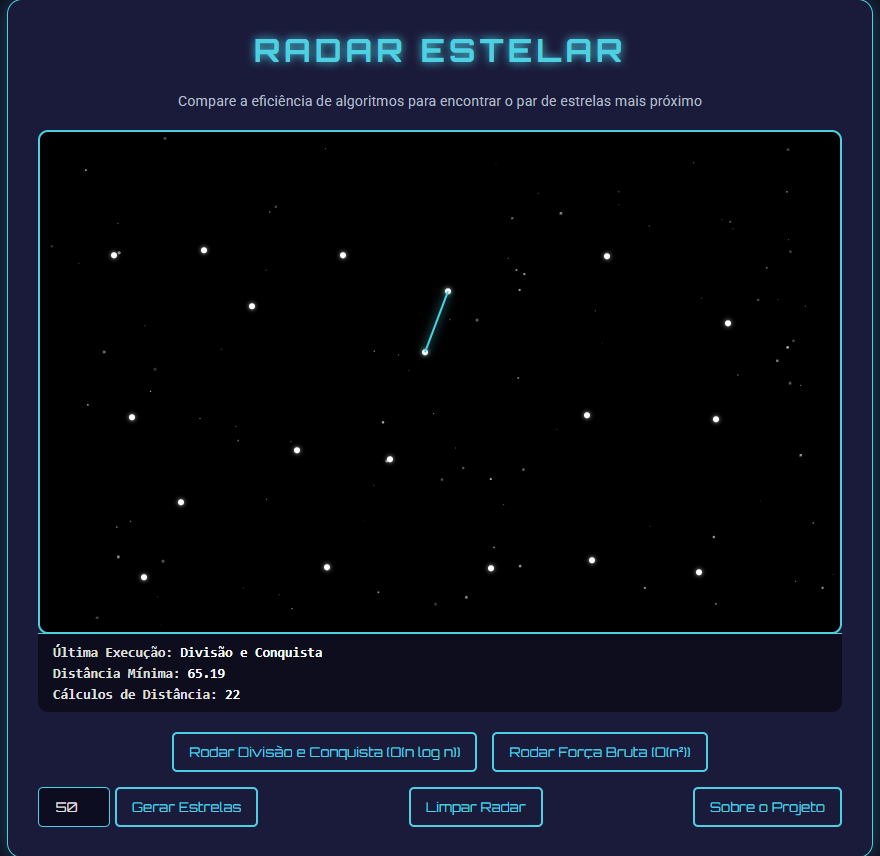 RADAR ESTELAR
Compare a eficiência de algoritmos para encontrar o par de estrelas mais próximo
Última Execução: Divisão e Conquista
Distância Mínima: 65.19
Cálculos de Distância: 22
Rodar Divisão e Conquista (O(n log n))
Rodar Força Bruta (O(n²))
50
Gerar Estrelas
Limpar Radar
Sobre o Projeto